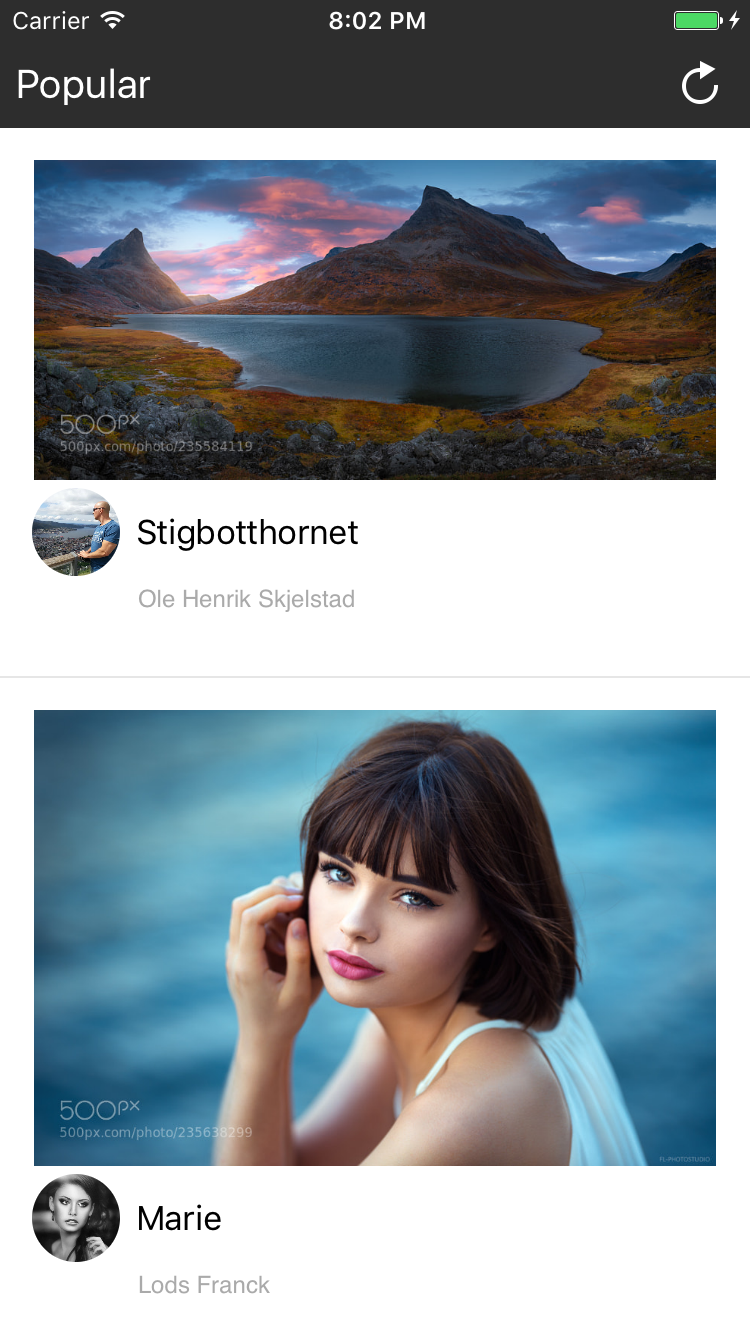 Carrier 8:02 PM
Popular
500px
500px.com/photo/235584119
Stigbotthornet
Ole Henrik Skjelstad
500px
500px.com/photo/235638299
FL-PHOTOSTUDIO
Marie
Lods Franck